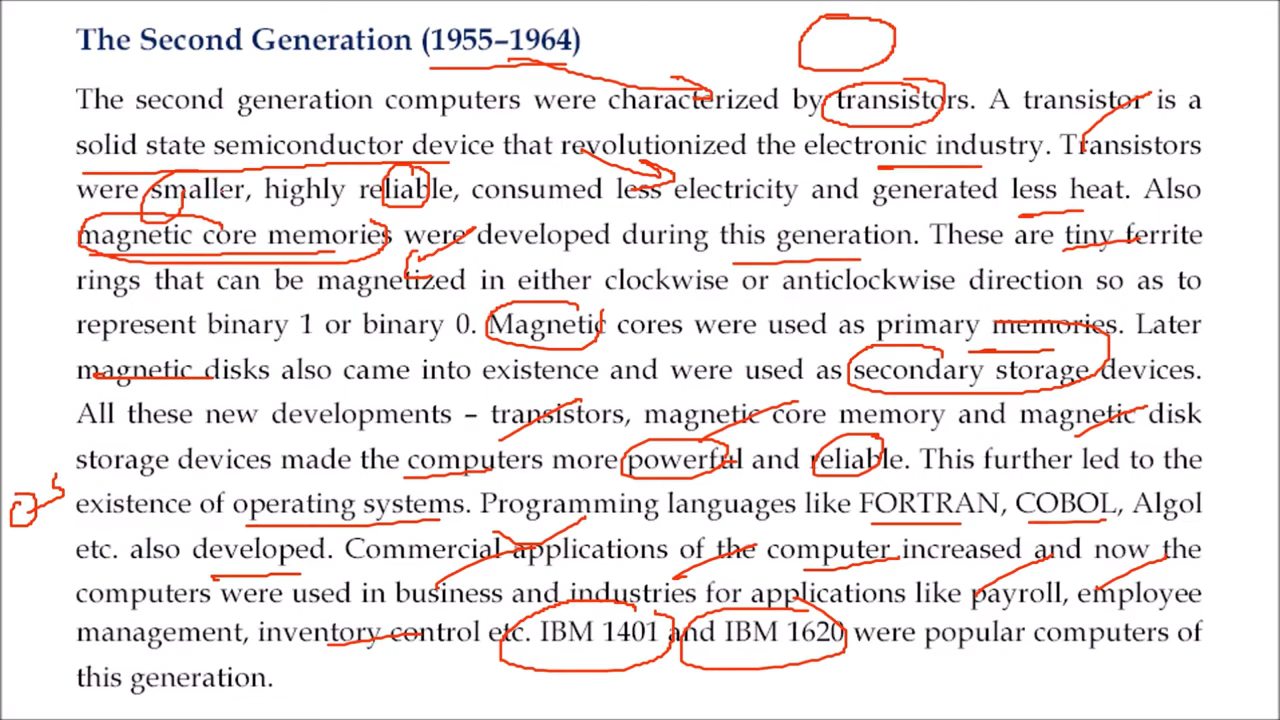 The Second Generation (1955–1964)
The second generation computers were characterized by transistors. A transistor is a
solid state semiconductor device that revolutionized the electronic industry. Transistors
were smaller, highly reliable, consumed less electricity and generated less heat. Also
magnetic core memories were developed during this generation. These are tiny ferrite
rings that can be magnetized in either clockwise or anticlockwise direction so as to
represent binary 1 or binary 0. Magnetic cores were used as primary memories. Later
magnetic disks also came into existence and were used as secondary storage devices.
All these new developments – transistors, magnetic core memory and magnetic disk
storage devices made the computers more powerful and reliable. This further led to the
existence of operating systems. Programming languages like FORTRAN, COBOL, Algol
etc. also developed. Commercial applications of the computer increased and now the
computers were used in business and industries for applications like payroll, employee
management, inventory control etc. IBM 1401 and IBM 1620 were popular computers of
this generation.